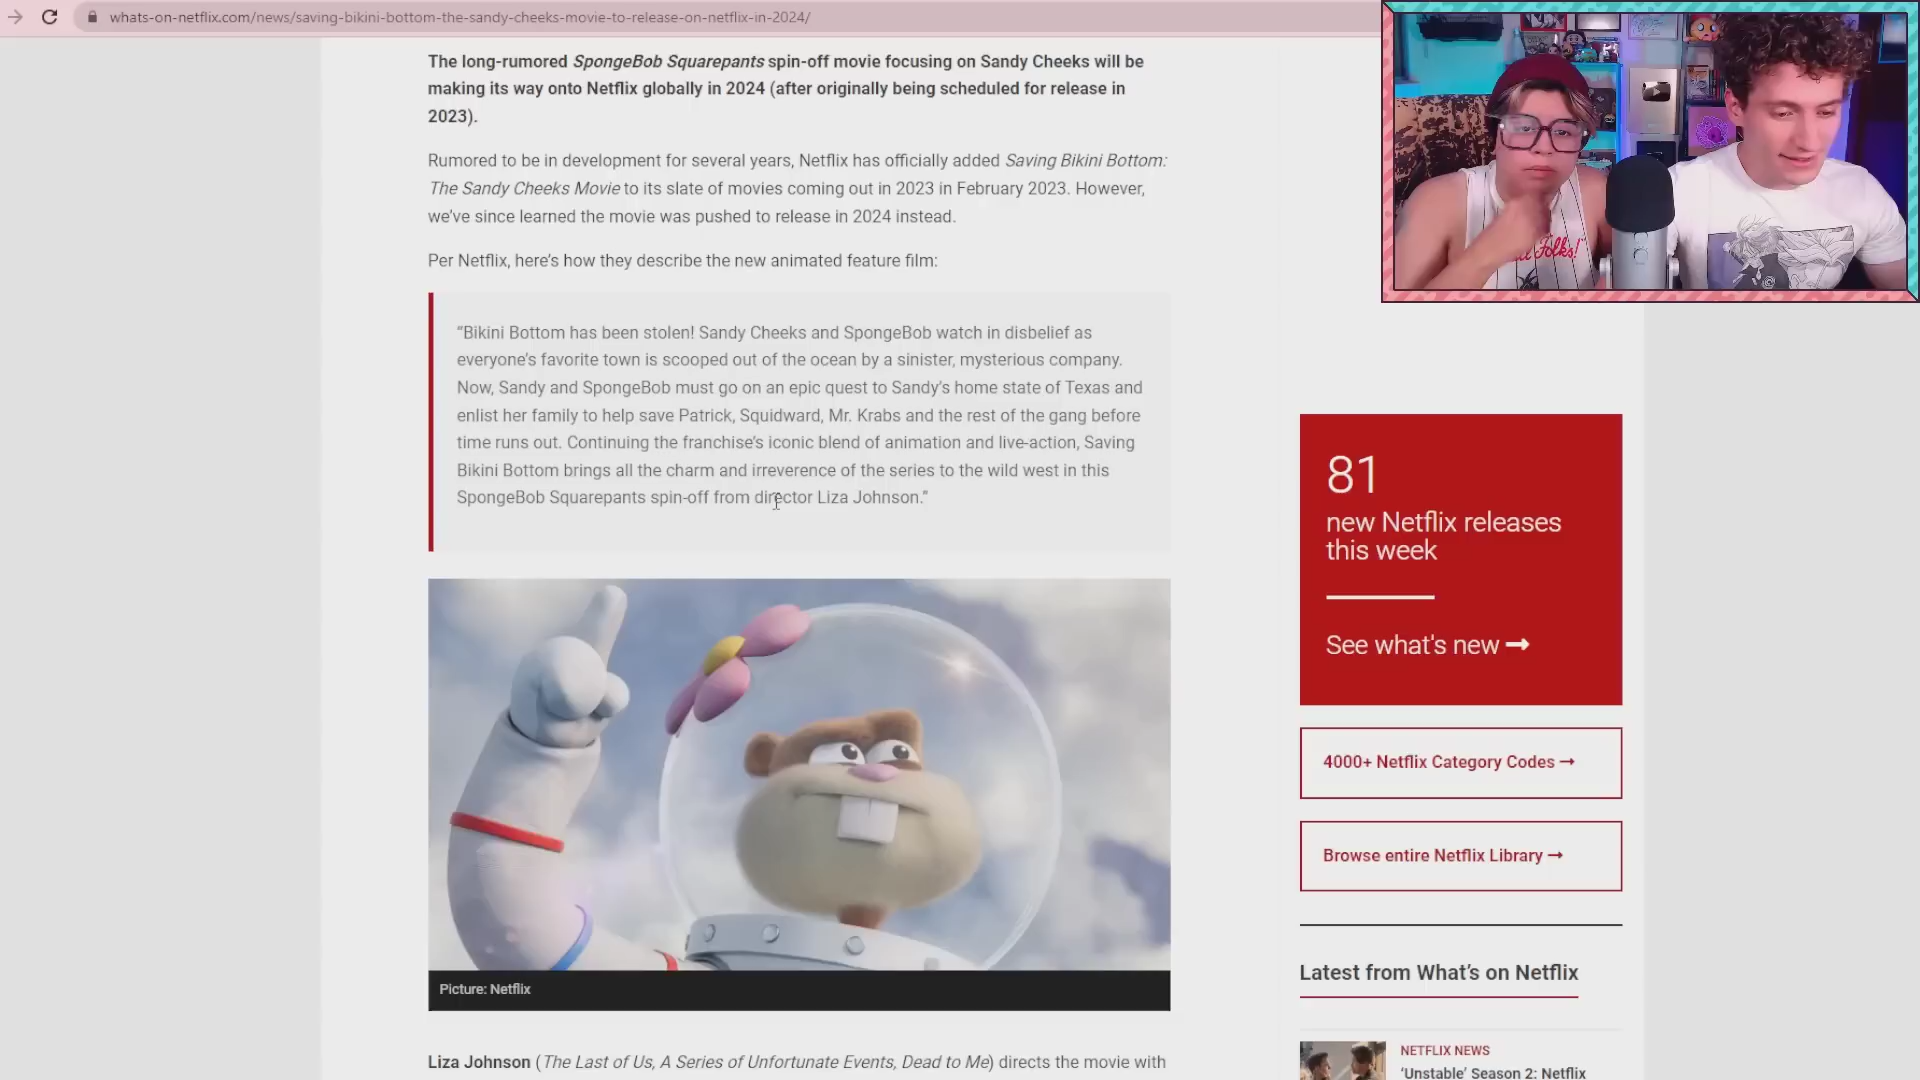 whats-on-netflix.com/news/saving-bikini-bottom-the-sandy-cheeks-movie-to-release-on-netflix-in-2024/
The long-rumored SpongeBob Squarepants spin-off movie focusing on Sandy Cheeks will be
making its way onto Netflix globally in 2024 (after originally being scheduled for release in
2023).
Rumored to be in development for several years, Netflix has officially added Saving Bikini Bottom:
The Sandy Cheeks Movie to its slate of movies coming out in 2023 in February 2023. However,
we've since learned the movie was pushed to release in 2024 instead.
Per Netflix, here's how they describe the new animated feature film:
“Bikini Bottom has been stolen! Sandy Cheeks and SpongeBob watch in disbelief as
everyone's favorite town is scooped out of the ocean by a sinister, mysterious company.
Now, Sandy and SpongeBob must go on an epic quest to Sandy's home state of Texas and
enlist her family to help save Patrick, Squidward, Mr. Krabs and the rest of the gang before
time runs out. Continuing the franchise's iconic blend of animation and live-action, Saving
Bikini Bottom brings all the charm and irreverence of the series to the wild west in this
SpongeBob Squarepants spin-off from director Liza Johnson.”
Picture: Netflix
Liza Johnson (The Last of Us, A Series of Unfortunate Events, Dead to Me) directs the movie with
Folks!
81
new Netflix releases
this week
See what's new →
4000+ Netflix Category Codes →
Browse entire Netflix Library →
Latest from What's on Netflix
NETFLIX NEWS
‘Unstable’ Season 2: Netflix